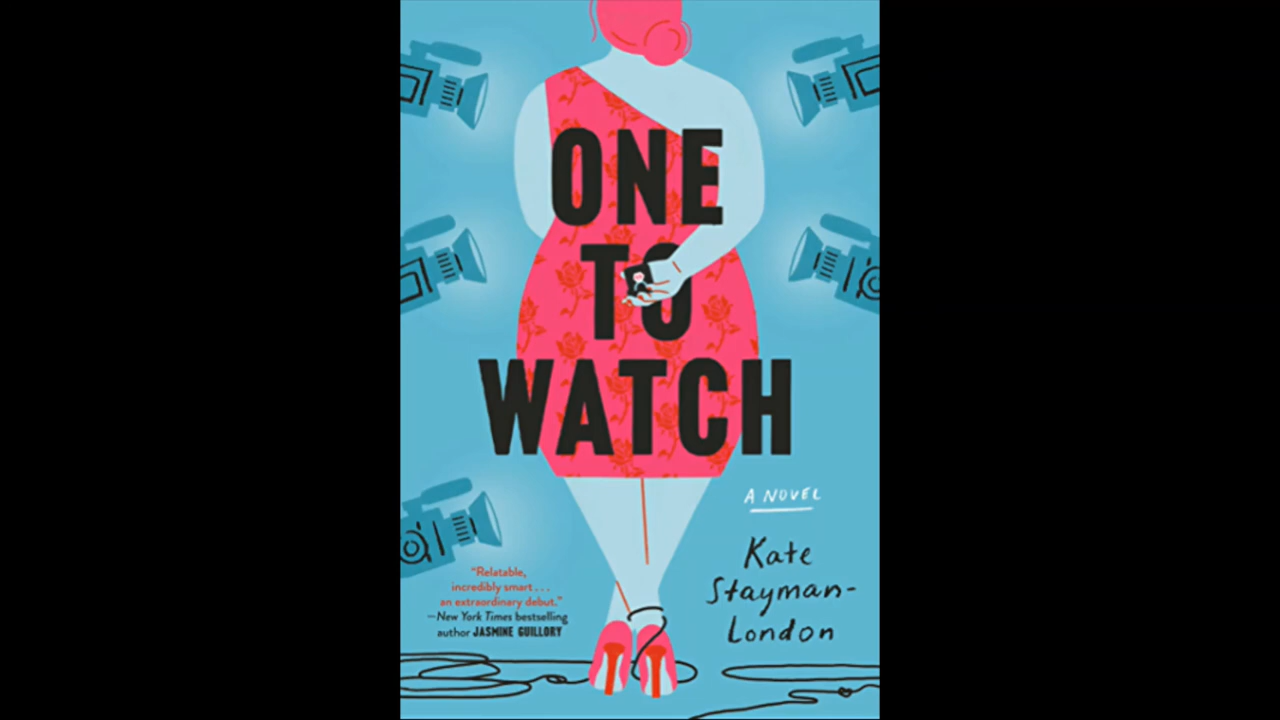 ONE
TO
WATCH
A NOVEL
Kate
Stayman-
London
“Relatable,
incredibly smart . . .
an extraordinary debut.”
—New York Times bestselling
author JASMINE GUILLORY